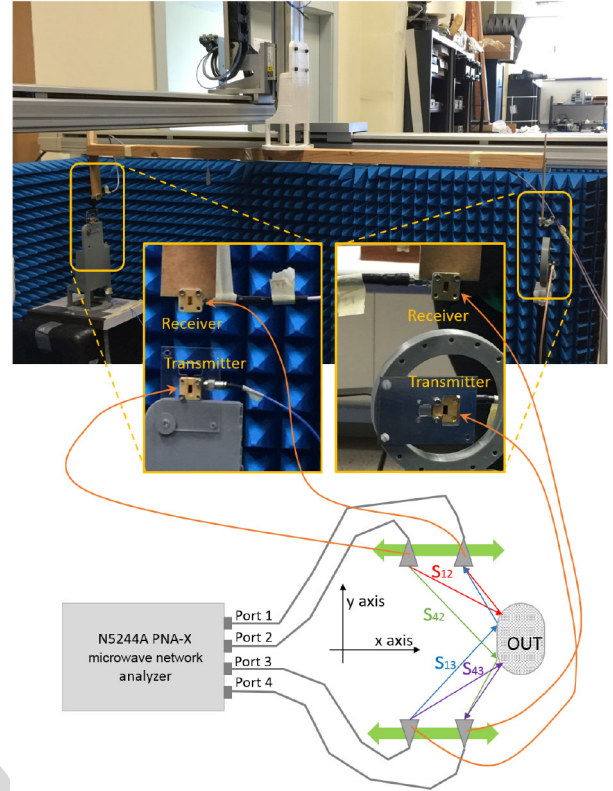 Receiver
Transmitter
Receiver
Transmitter
N5244A PNA-X
microwave network
analyzer
Port 1
Port 2
Port 3
Port 4
y axis
x axis
S12
S42
S13
S43
OUT